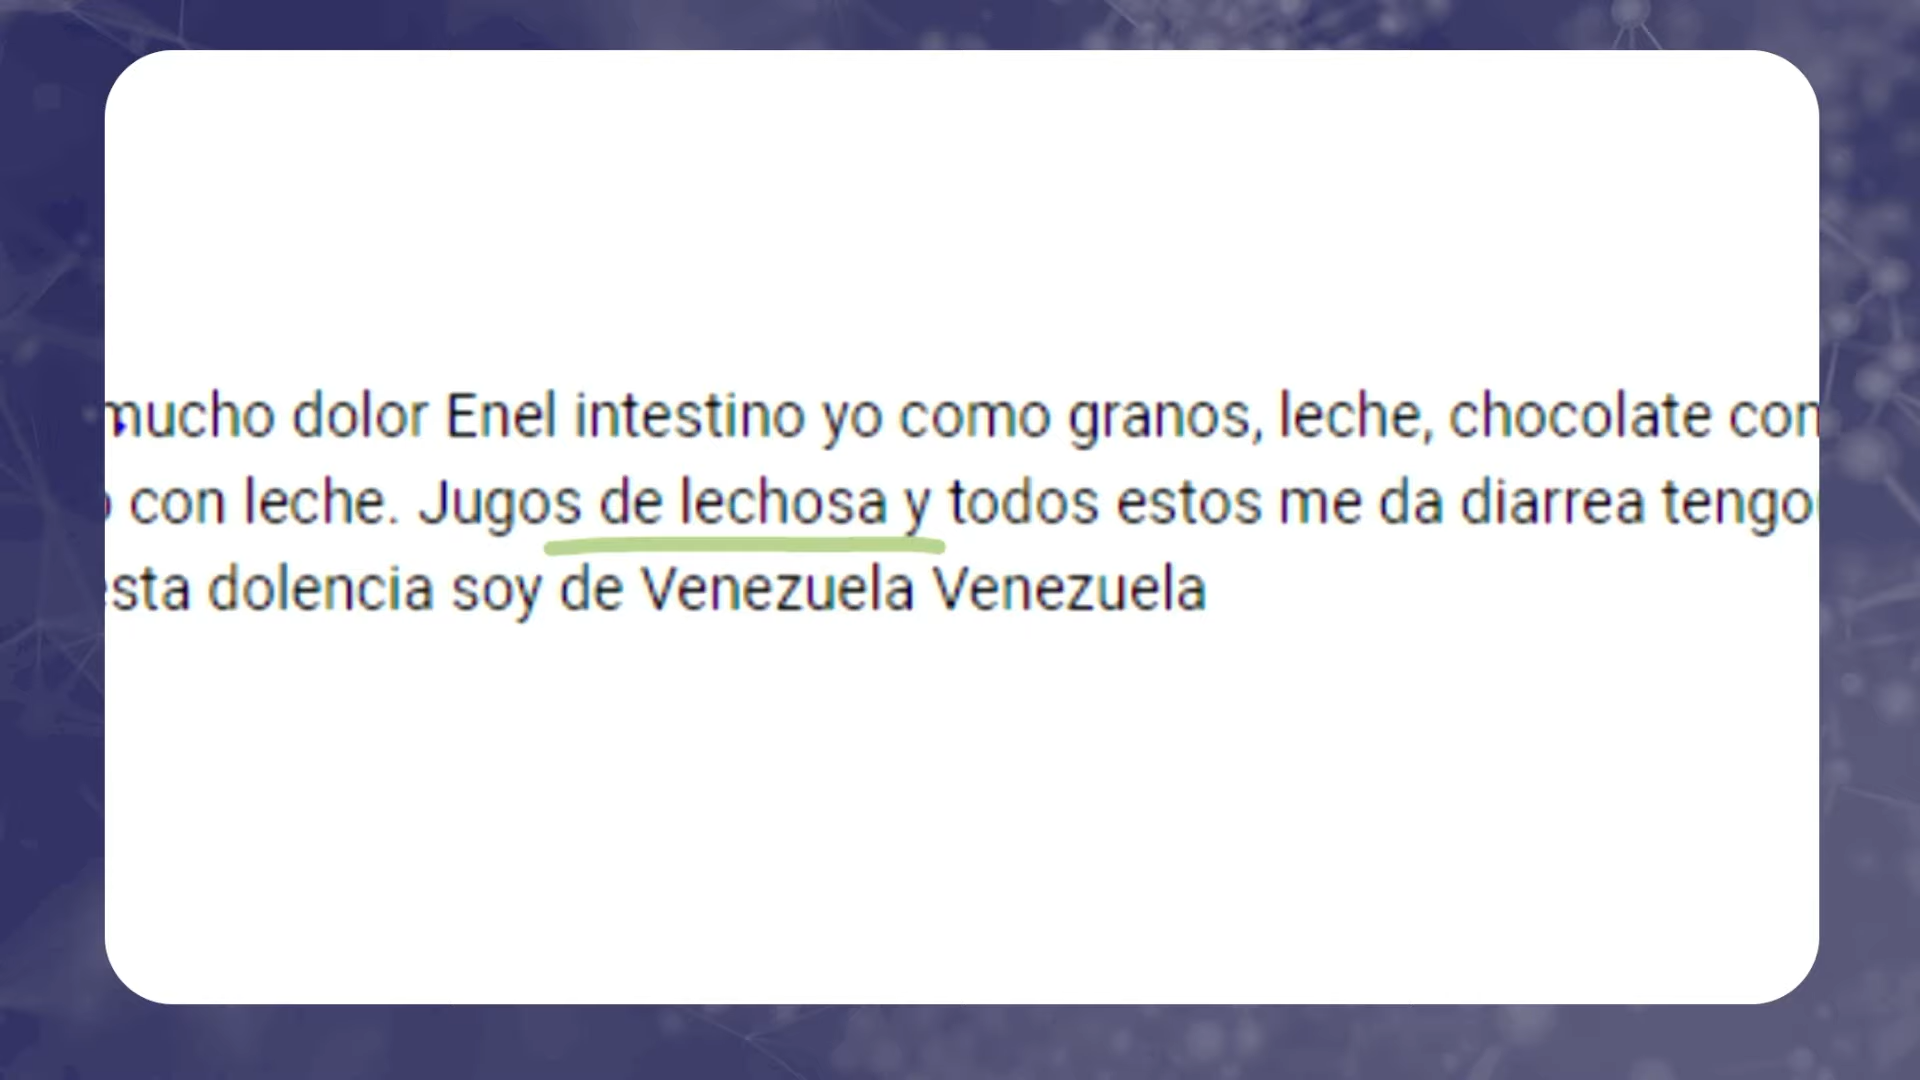 mucho dolor Enel intestino yo como granos, leche, chocolate con
con leche. Jugos de lechosa y todos estos me da diarrea tengo
esta dolencia soy de Venezuela Venezuela